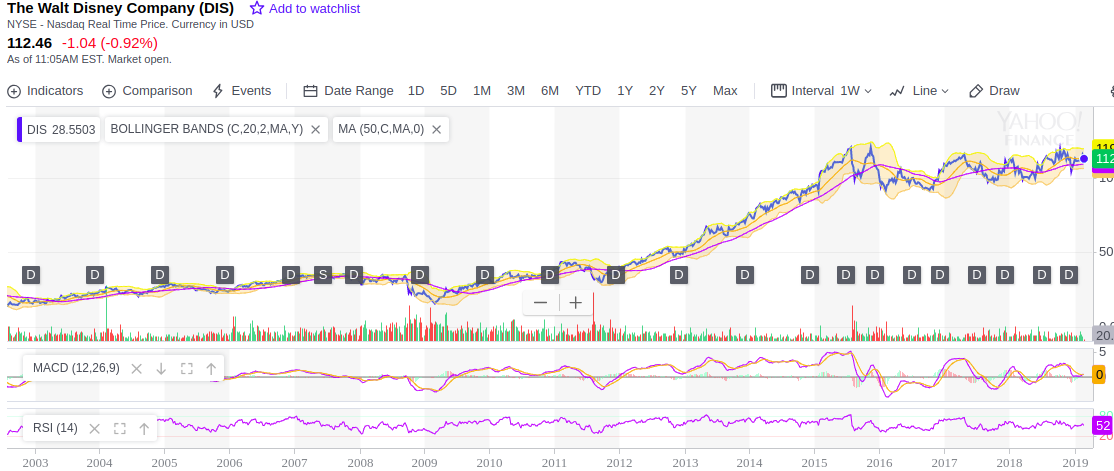 The Walt Disney Company (DIS) Add to watchlist
NYSE - Nasdaq Real Time Price. Currency in USD
112.46 -1.04 (-0.92%)
As of 11:05AM EST. Market open.
Indicators Comparison Events Date Range 1D 5D 1M 3M 6M YTD 1Y 2Y 5Y Max Interval 1W Line Draw
DIS 28.5503 BOLLINGER BANDS (C,20,2,MA,Y) MA (50,C,MA,0)
YAHOO!
FINANCE
112
50
D D D D D S D D D D D D D D D D D D D D D D
20.
MACD (12,26,9)
5
0
RSI (14)
80
52
20
2003 2004 2005 2006 2007 2008 2009 2010 2011 2012 2013 2014 2015 2016 2017 2018 2019